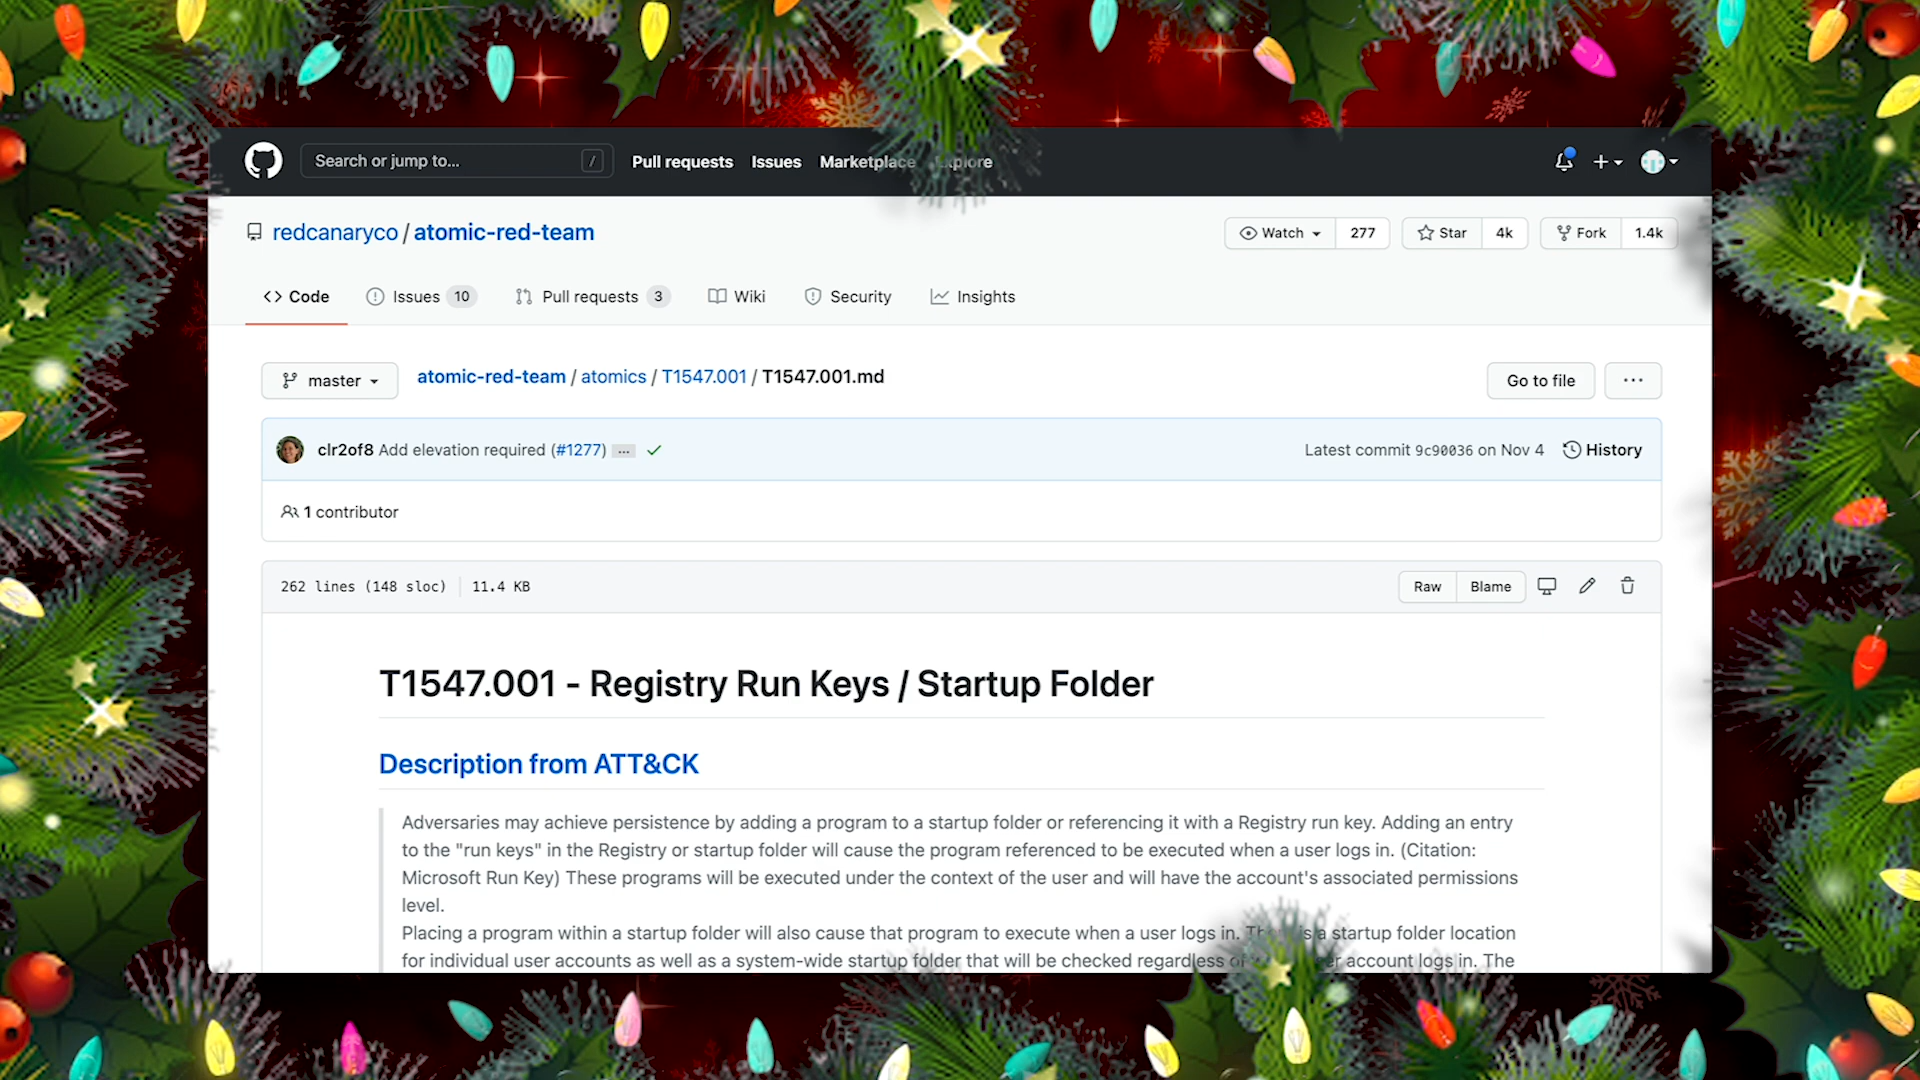 Search or jump to... /
Pull requests Issues Marketplace Explore
redcanaryco / atomic-red-team
Watch 277 Star 4k Fork 1.4k
Code Issues 10 Pull requests 3 Wiki Security Insights
master atomic-red-team / atomics / T1547.001 / T1547.001.md Go to file ...
clr2of8 Add elevation required (#1277) ... Latest commit 9c90036 on Nov 4 History
1 contributor
262 lines (148 sloc) 11.4 KB Raw Blame
T1547.001 - Registry Run Keys / Startup Folder
Description from ATT&CK
Adversaries may achieve persistence by adding a program to a startup folder or referencing it with a Registry run key. Adding an entry
to the "run keys" in the Registry or startup folder will cause the program referenced to be executed when a user logs in. (Citation:
Microsoft Run Key) These programs will be executed under the context of the user and will have the account's associated permissions
level.
Placing a program within a startup folder will also cause that program to execute when a user logs in. There is a startup folder location
for individual user accounts as well as a system-wide startup folder that will be checked regardless of account logs in. The